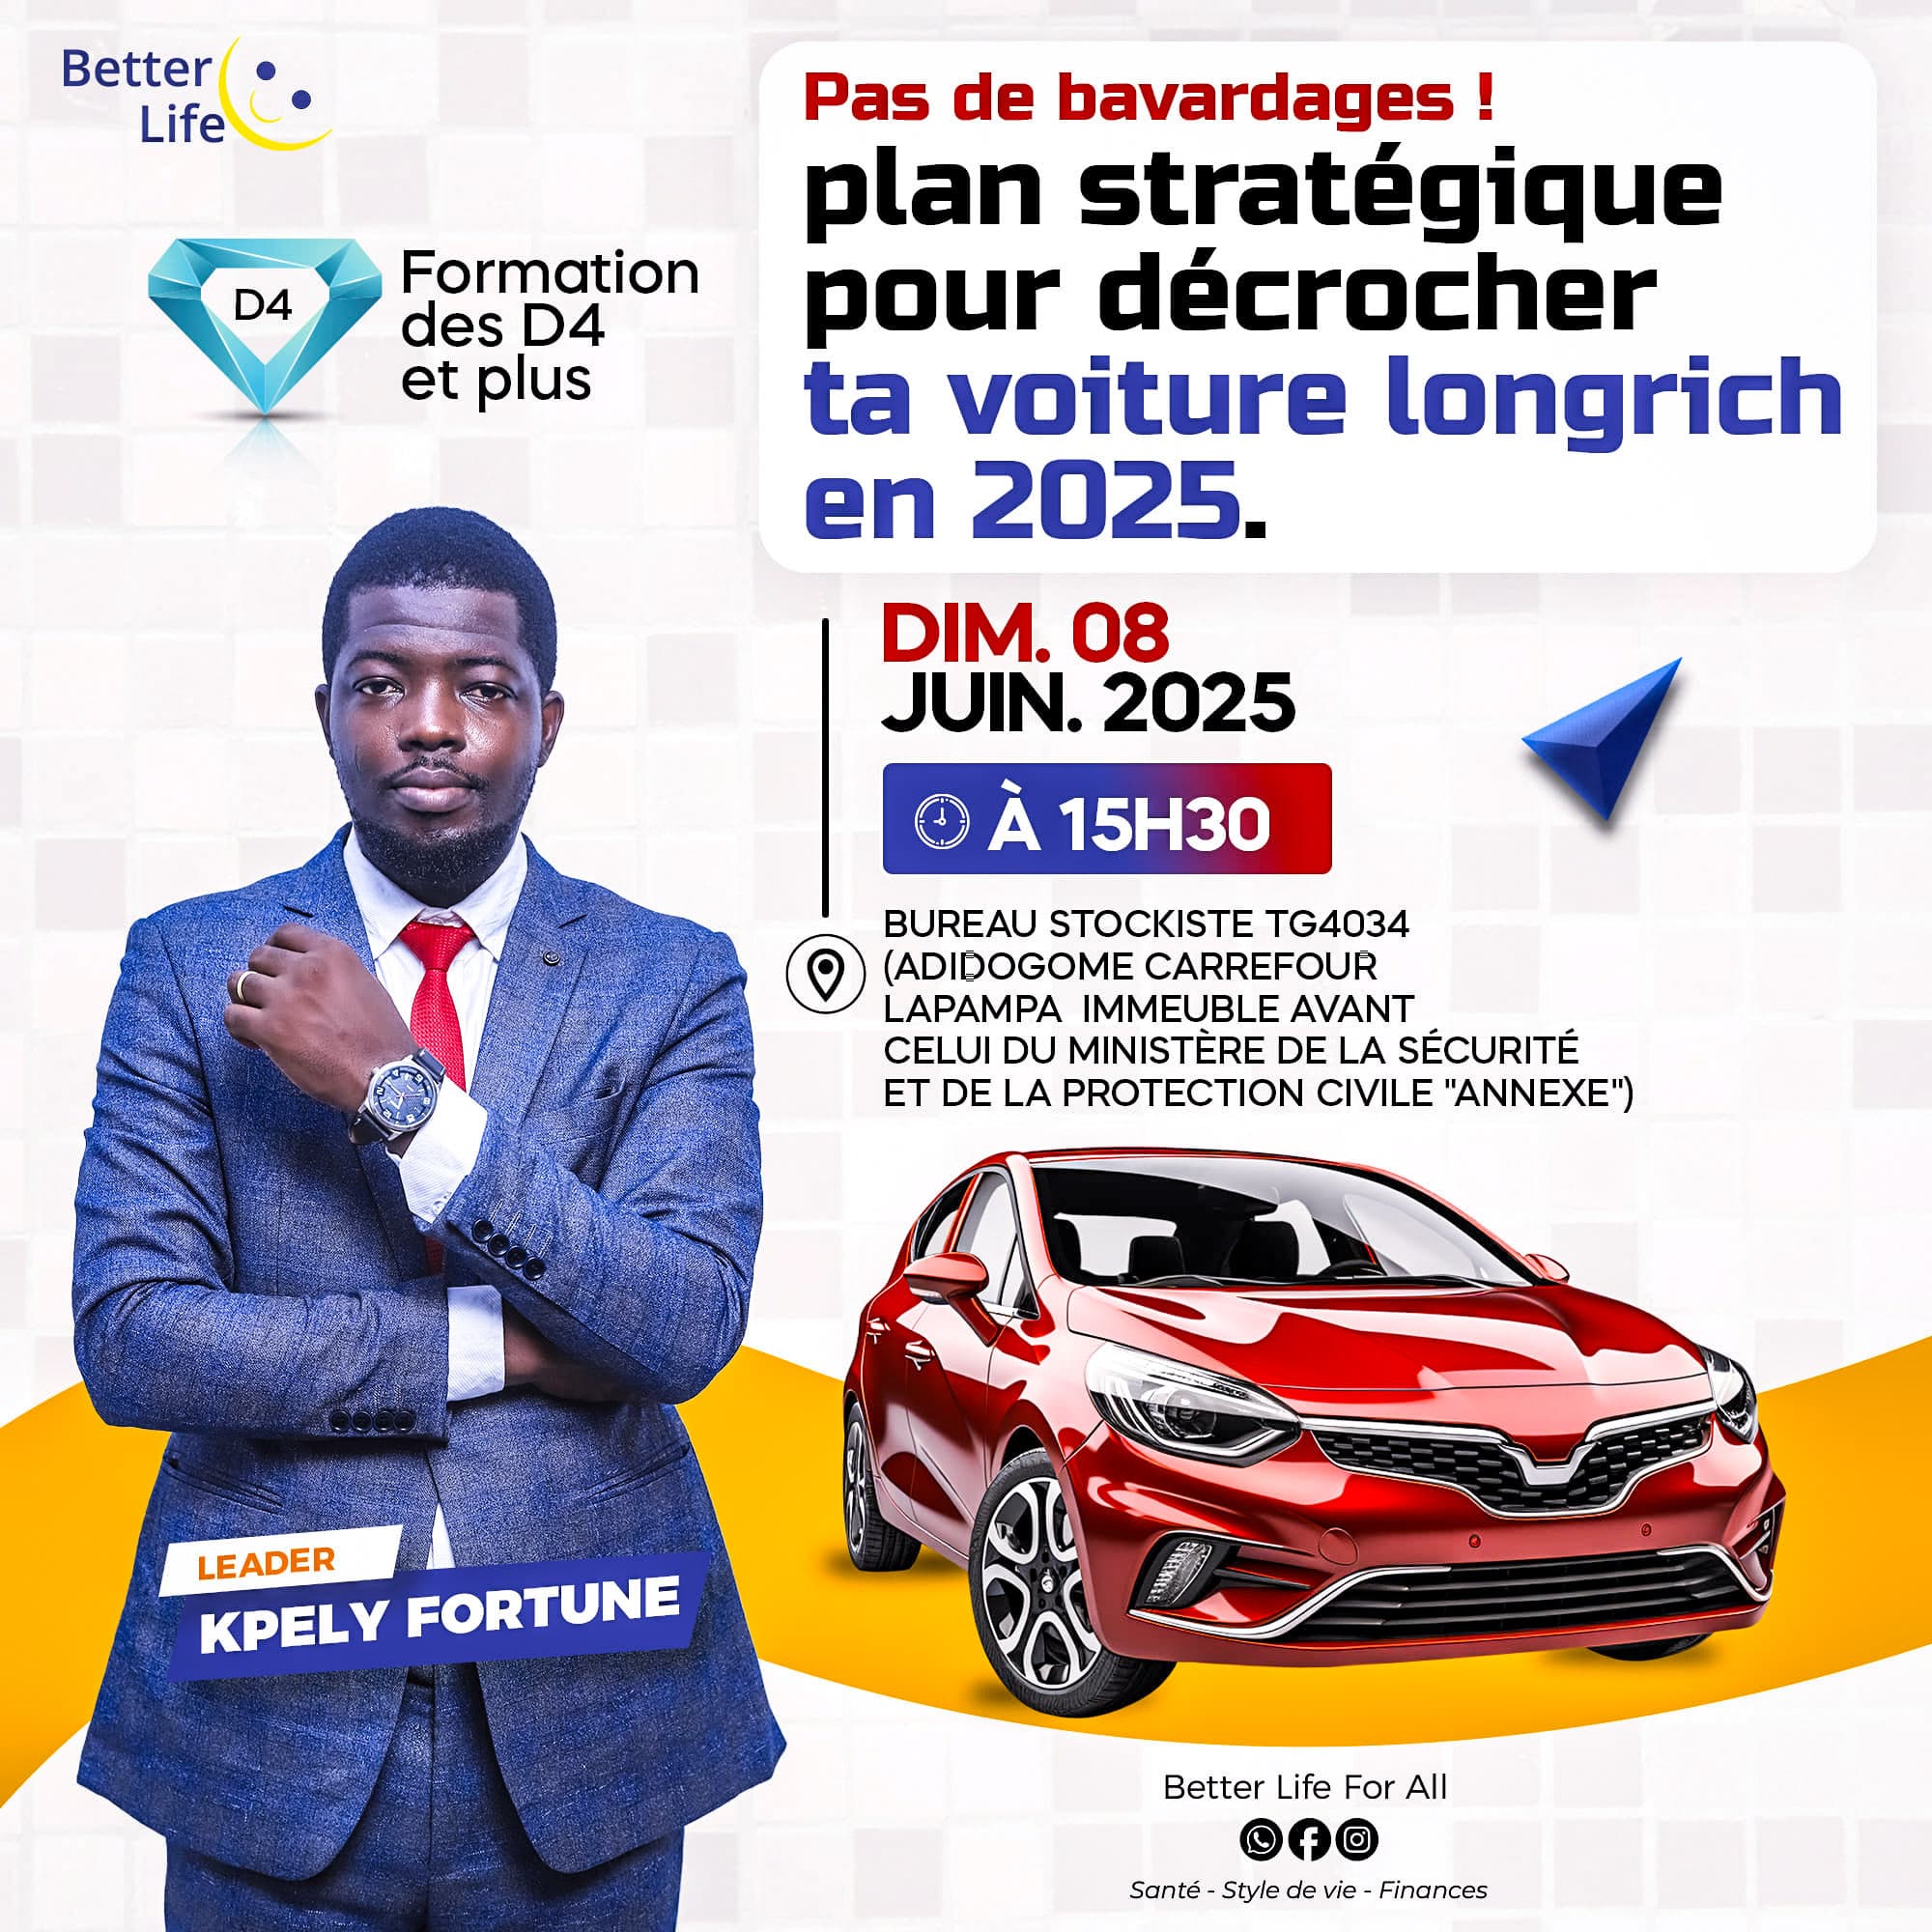 Better
Life
D4
Formation
des D4
et plus
Pas de bavardages !
plan stratégique
pour décrocher
ta voiture longrich
en 2025.
DIM. 08
JUIN. 2025
À 15H30
BUREAU STOCKISTE TG4034
(ADIDOGOME CARREFOUR
LAPAMPA IMMEUBLE AVANT
CELUI DU MINISTÈRE DE LA SÉCURITÉ
ET DE LA PROTECTION CIVILE "ANNEXE")
LEADER
KPELY FORTUNE
Better Life For All
Santé - Style de vie - Finances